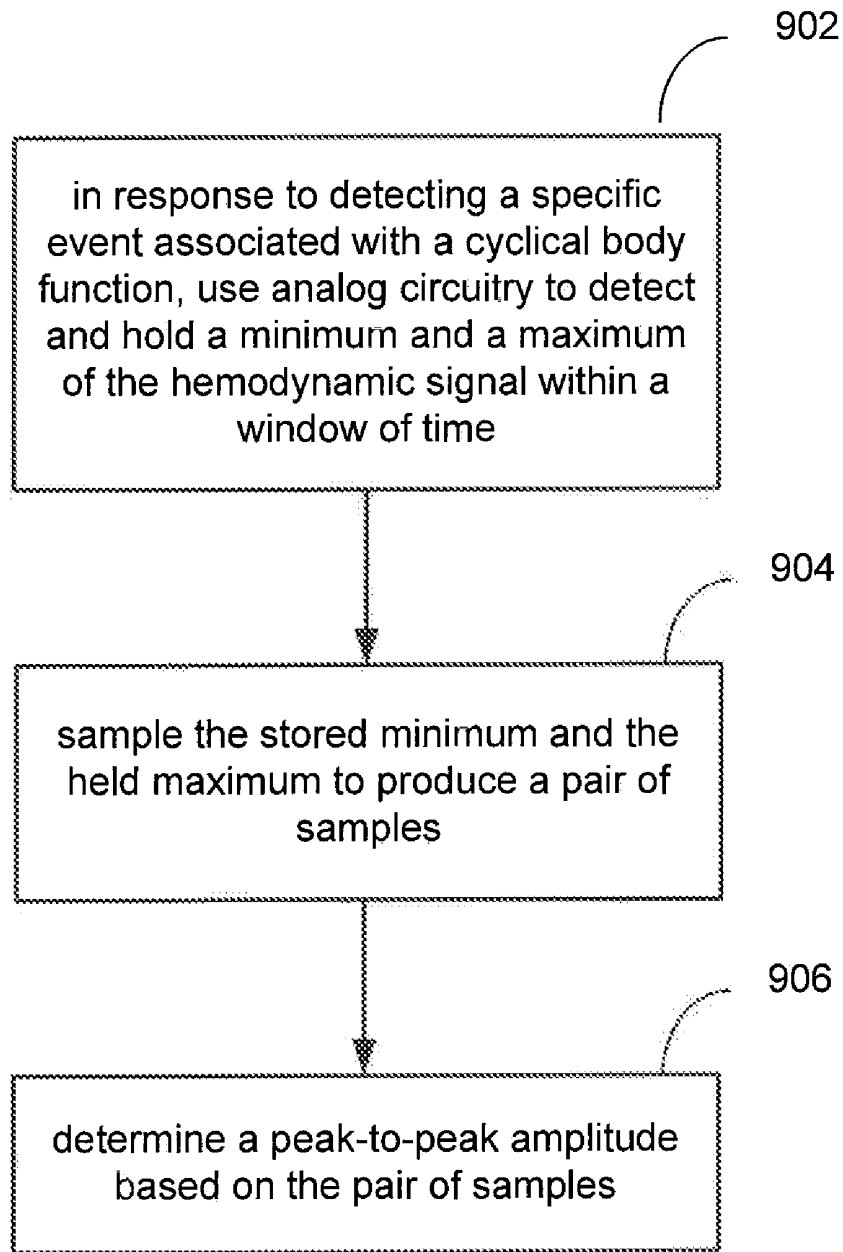 902
in response to detecting a specific
event associated with a cyclical body
function, use analog circuitry to detect
and hold a minimum and a maximum
of the hemodynamic signal within a
window of time
904
sample the stored minimum and the
held maximum to produce a pair of
samples
906
determine a peak-to-peak amplitude
based on the pair of samples